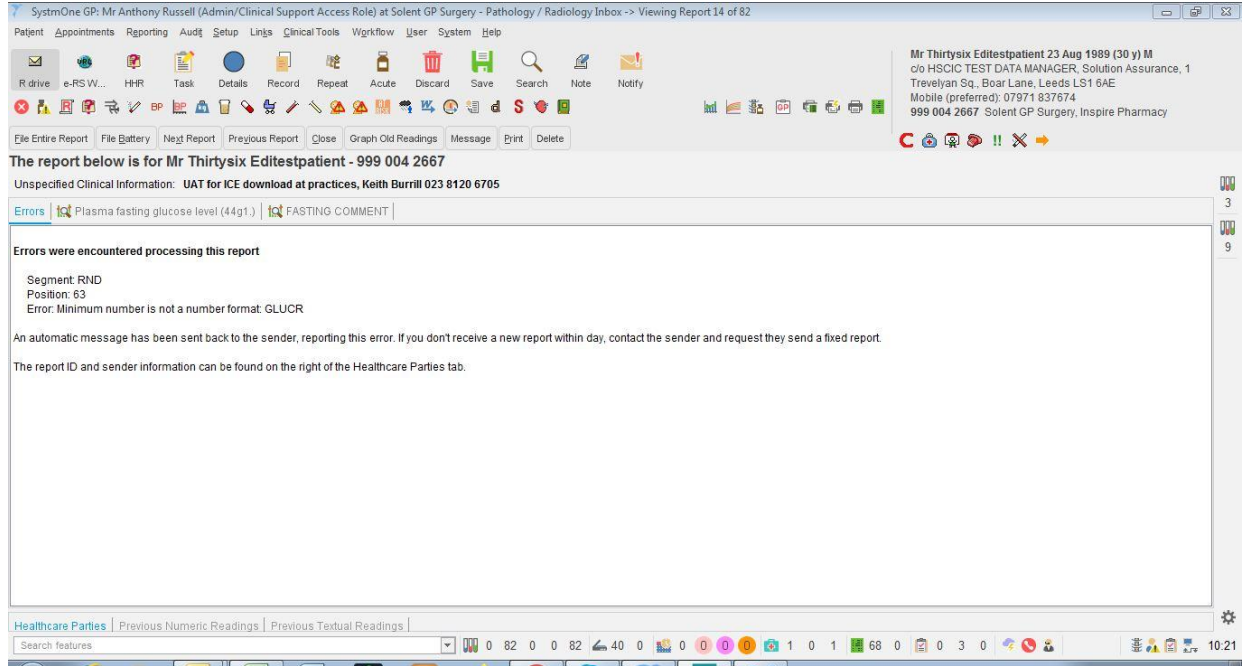 SystmOne GP: Mr Anthony Russell (Admin/Clinical Support Access Role) at Solent GP Surgery - Pathology / Radiology Inbox -> Viewing Report 14 of 82
Patient Appointments Reporting Audit Setup Links Clinical Tools Workflow User System Help
R drive e-RS W... HHR Task Details Record Repeat Acute Discard Save Search Note Notify
Mr Thirtysix Editestpatient 23 Aug 1989 (30 y) M
c/o HSCIC TEST DATA MANAGER, Solution Assurance, 1
Trevelyan Sq., Boar Lane, Leeds LS1 6AE
Mobile (preferred): 07971 837674
999 004 2667 Solent GP Surgery, Inspire Pharmacy
File Entire Report File Battery Next Report Previous Report Close Graph Old Readings Message Print Delete
The report below is for Mr Thirtysix Editestpatient - 999 004 2667
Unspecified Clinical Information: UAT for ICE download at practices, Keith Burrill 023 8120 6705
Errors Plasma fasting glucose level (44g1.) FASTING COMMENT
3
9
Errors were encountered processing this report
Segment: RND
Position: 63
Error: Minimum number is not a number format: GLUCR
An automatic message has been sent back to the sender, reporting this error. If you don't receive a new report within day, contact the sender and request they send a fixed report.
The report ID and sender information can be found on the right of the Healthcare Parties tab.
Healthcare Parties Previous Numeric Readings Previous Textual Readings
Search features 0 82 0 0 82 40 0 0 0 0 0 1 0 1 68 0 0 3 0 10:21